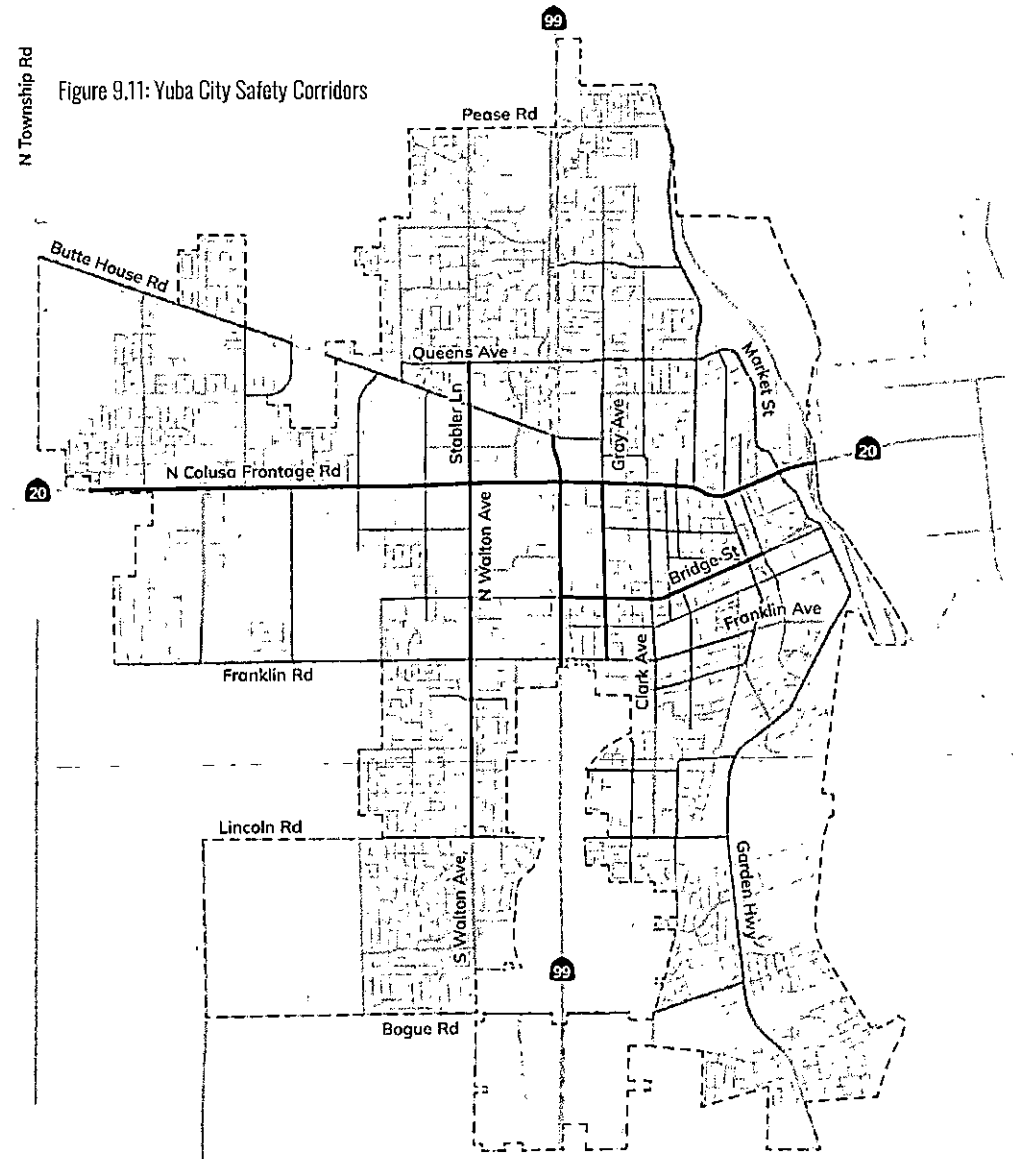 99
N Township Rd
Figure 9.11: Yuba City Safety Corridors
Pease Rd
Butte House Rd
Queens Ave
Market St
Stabler Ln
Gray Ave
20
N Colusa Frontage Rd
20
N Walton Ave
Bridge St
Franklin Ave
Clark Ave
Franklin Rd
Lincoln Rd
S Walton Ave
Garden Hwy
99
Bogue Rd